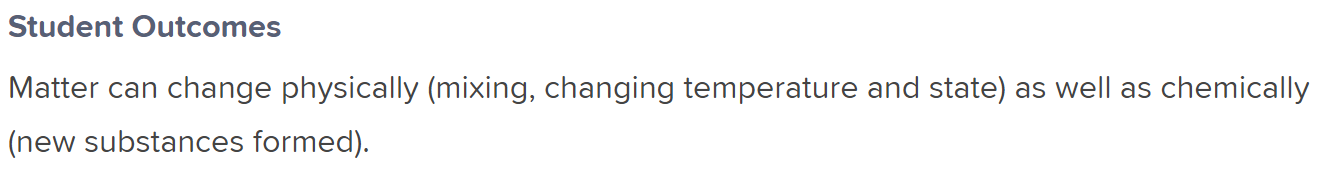 Student Outcomes
Matter can change physically (mixing, changing temperature and state) as well as chemically
(new substances formed).